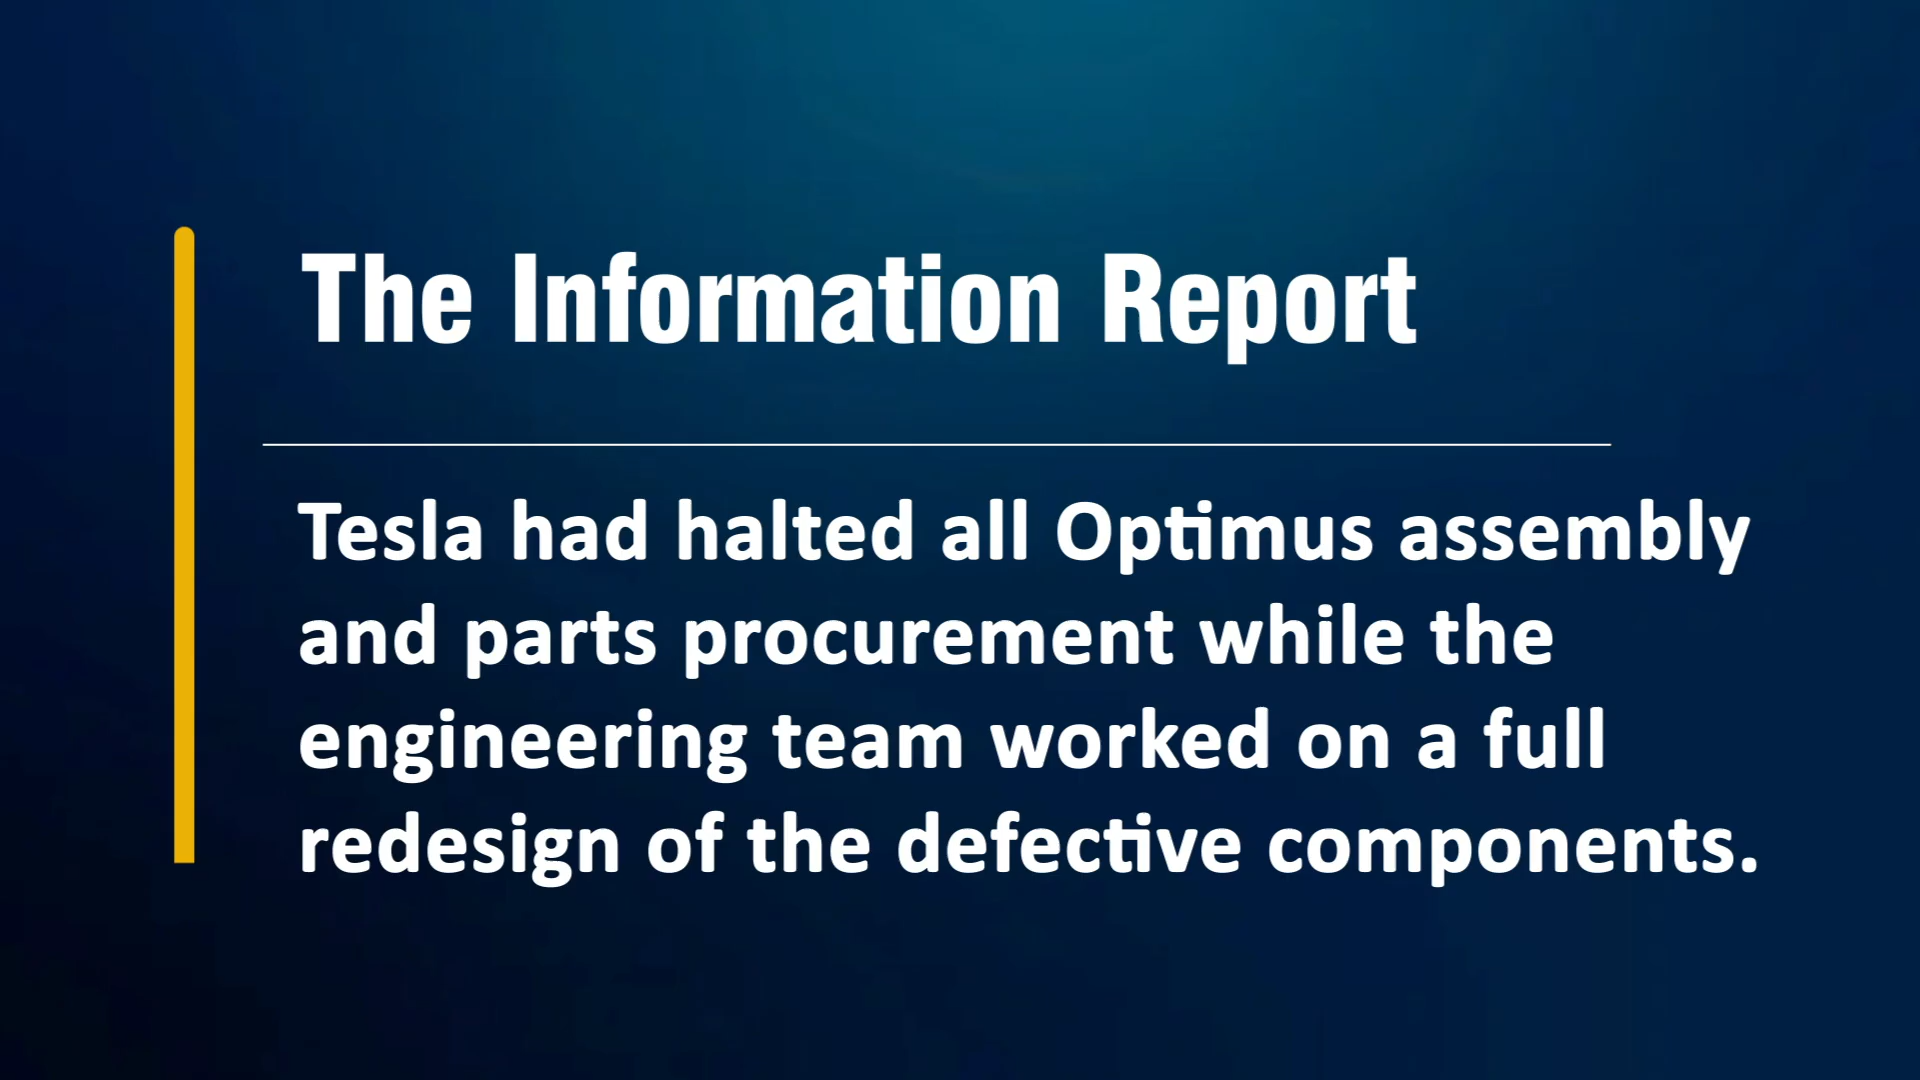 The Information Report
Tesla had halted all Optimus assembly
and parts procurement while the
engineering team worked on a full
redesign of the defective components.